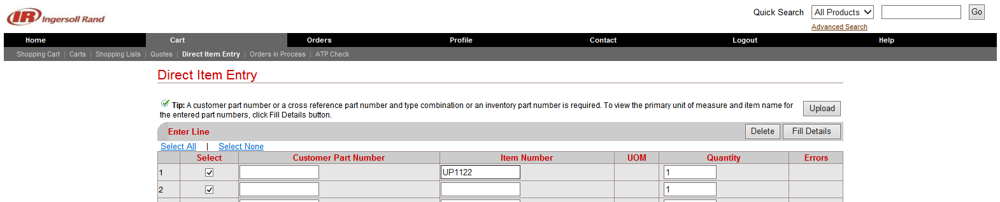 IR Ingersoll Rand
Quick Search All Products Go
Advanced Search
Home Cart Orders Profile Contact Logout Help
Shopping Cart | Carts | Shopping Lists | Quotes | Direct Item Entry | Orders in Process | ATP Check
Direct Item Entry
Tip: A customer part number or a cross reference part number and type combination or an inventory part number is required. To view the primary unit of measure and item name for
the entered part numbers, click Fill Details button.
Upload
Enter Line Delete Fill Details
Select All | Select None
Select Customer Part Number Item Number UOM Quantity Errors
1 UP1122 1
2 1